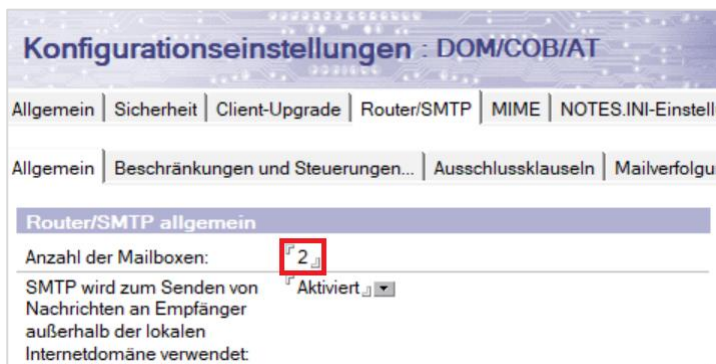 Konfigurationseinstellungen : DOM/COB/AT
Allgemein | Sicherheit | Client-Upgrade | Router/SMTP | MIME | NOTES.INI-Einstell
Allgemein | Beschränkungen und Steuerungen... | Ausschlussklauseln | Mailverfolgu
Router/SMTP allgemein
Anzahl der Mailboxen: 2
SMTP wird zum Senden von Aktiviert
Nachrichten an Empfänger
außerhalb der lokalen
Internetdomäne verwendet: